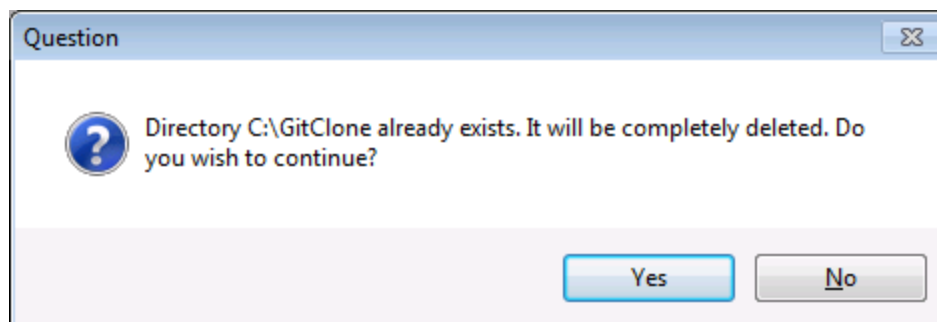 Question
Directory C:\GitClone already exists. It will be completely deleted. Do
you wish to continue?
Yes
No